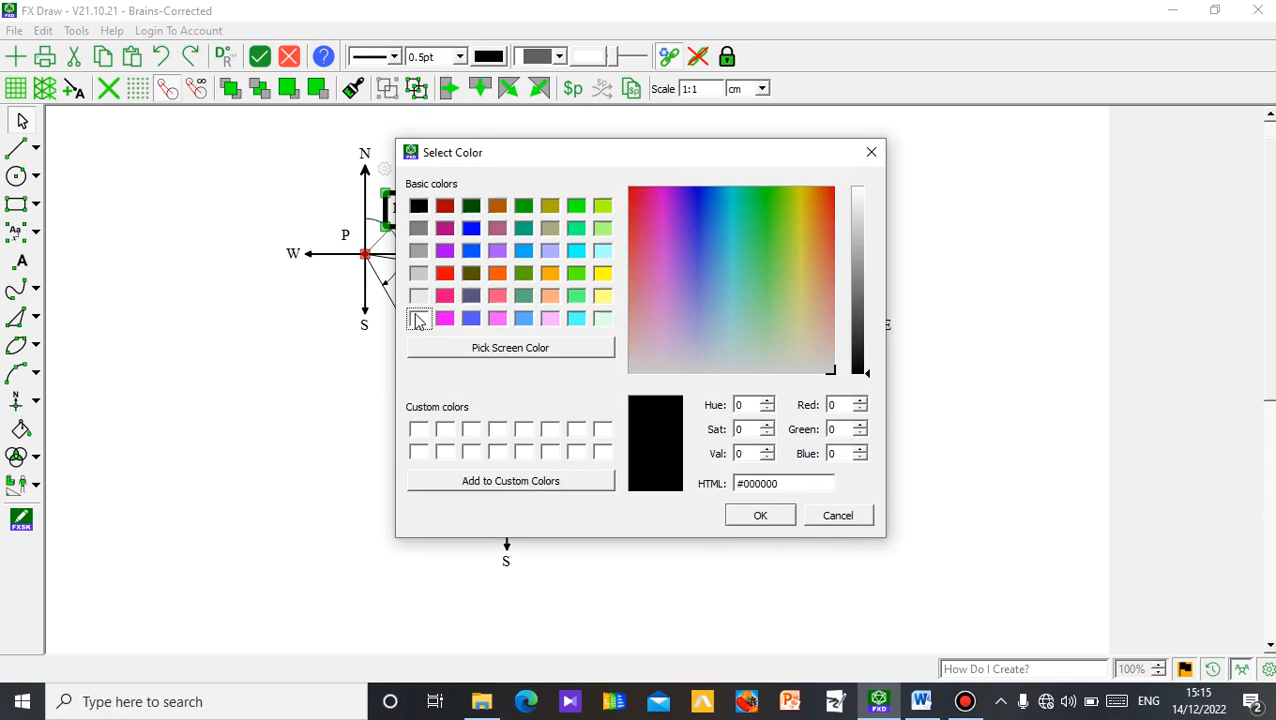 FX Draw - V21.10.21 - Brains-Corrected
File Edit Tools Help Login To Account
0.5pt
Scale 1:1 cm
N
P
W
S
E
S
Select Color
Basic colors
Pick Screen Color
Custom colors
Add to Custom Colors
Hue: 0 Red: 0
Sat: 0 Green: 0
Val: 0 Blue: 0
HTML: #000000
OK Cancel
How Do I Create? 100%
Type here to search
ENG
15:15
14/12/2022
2